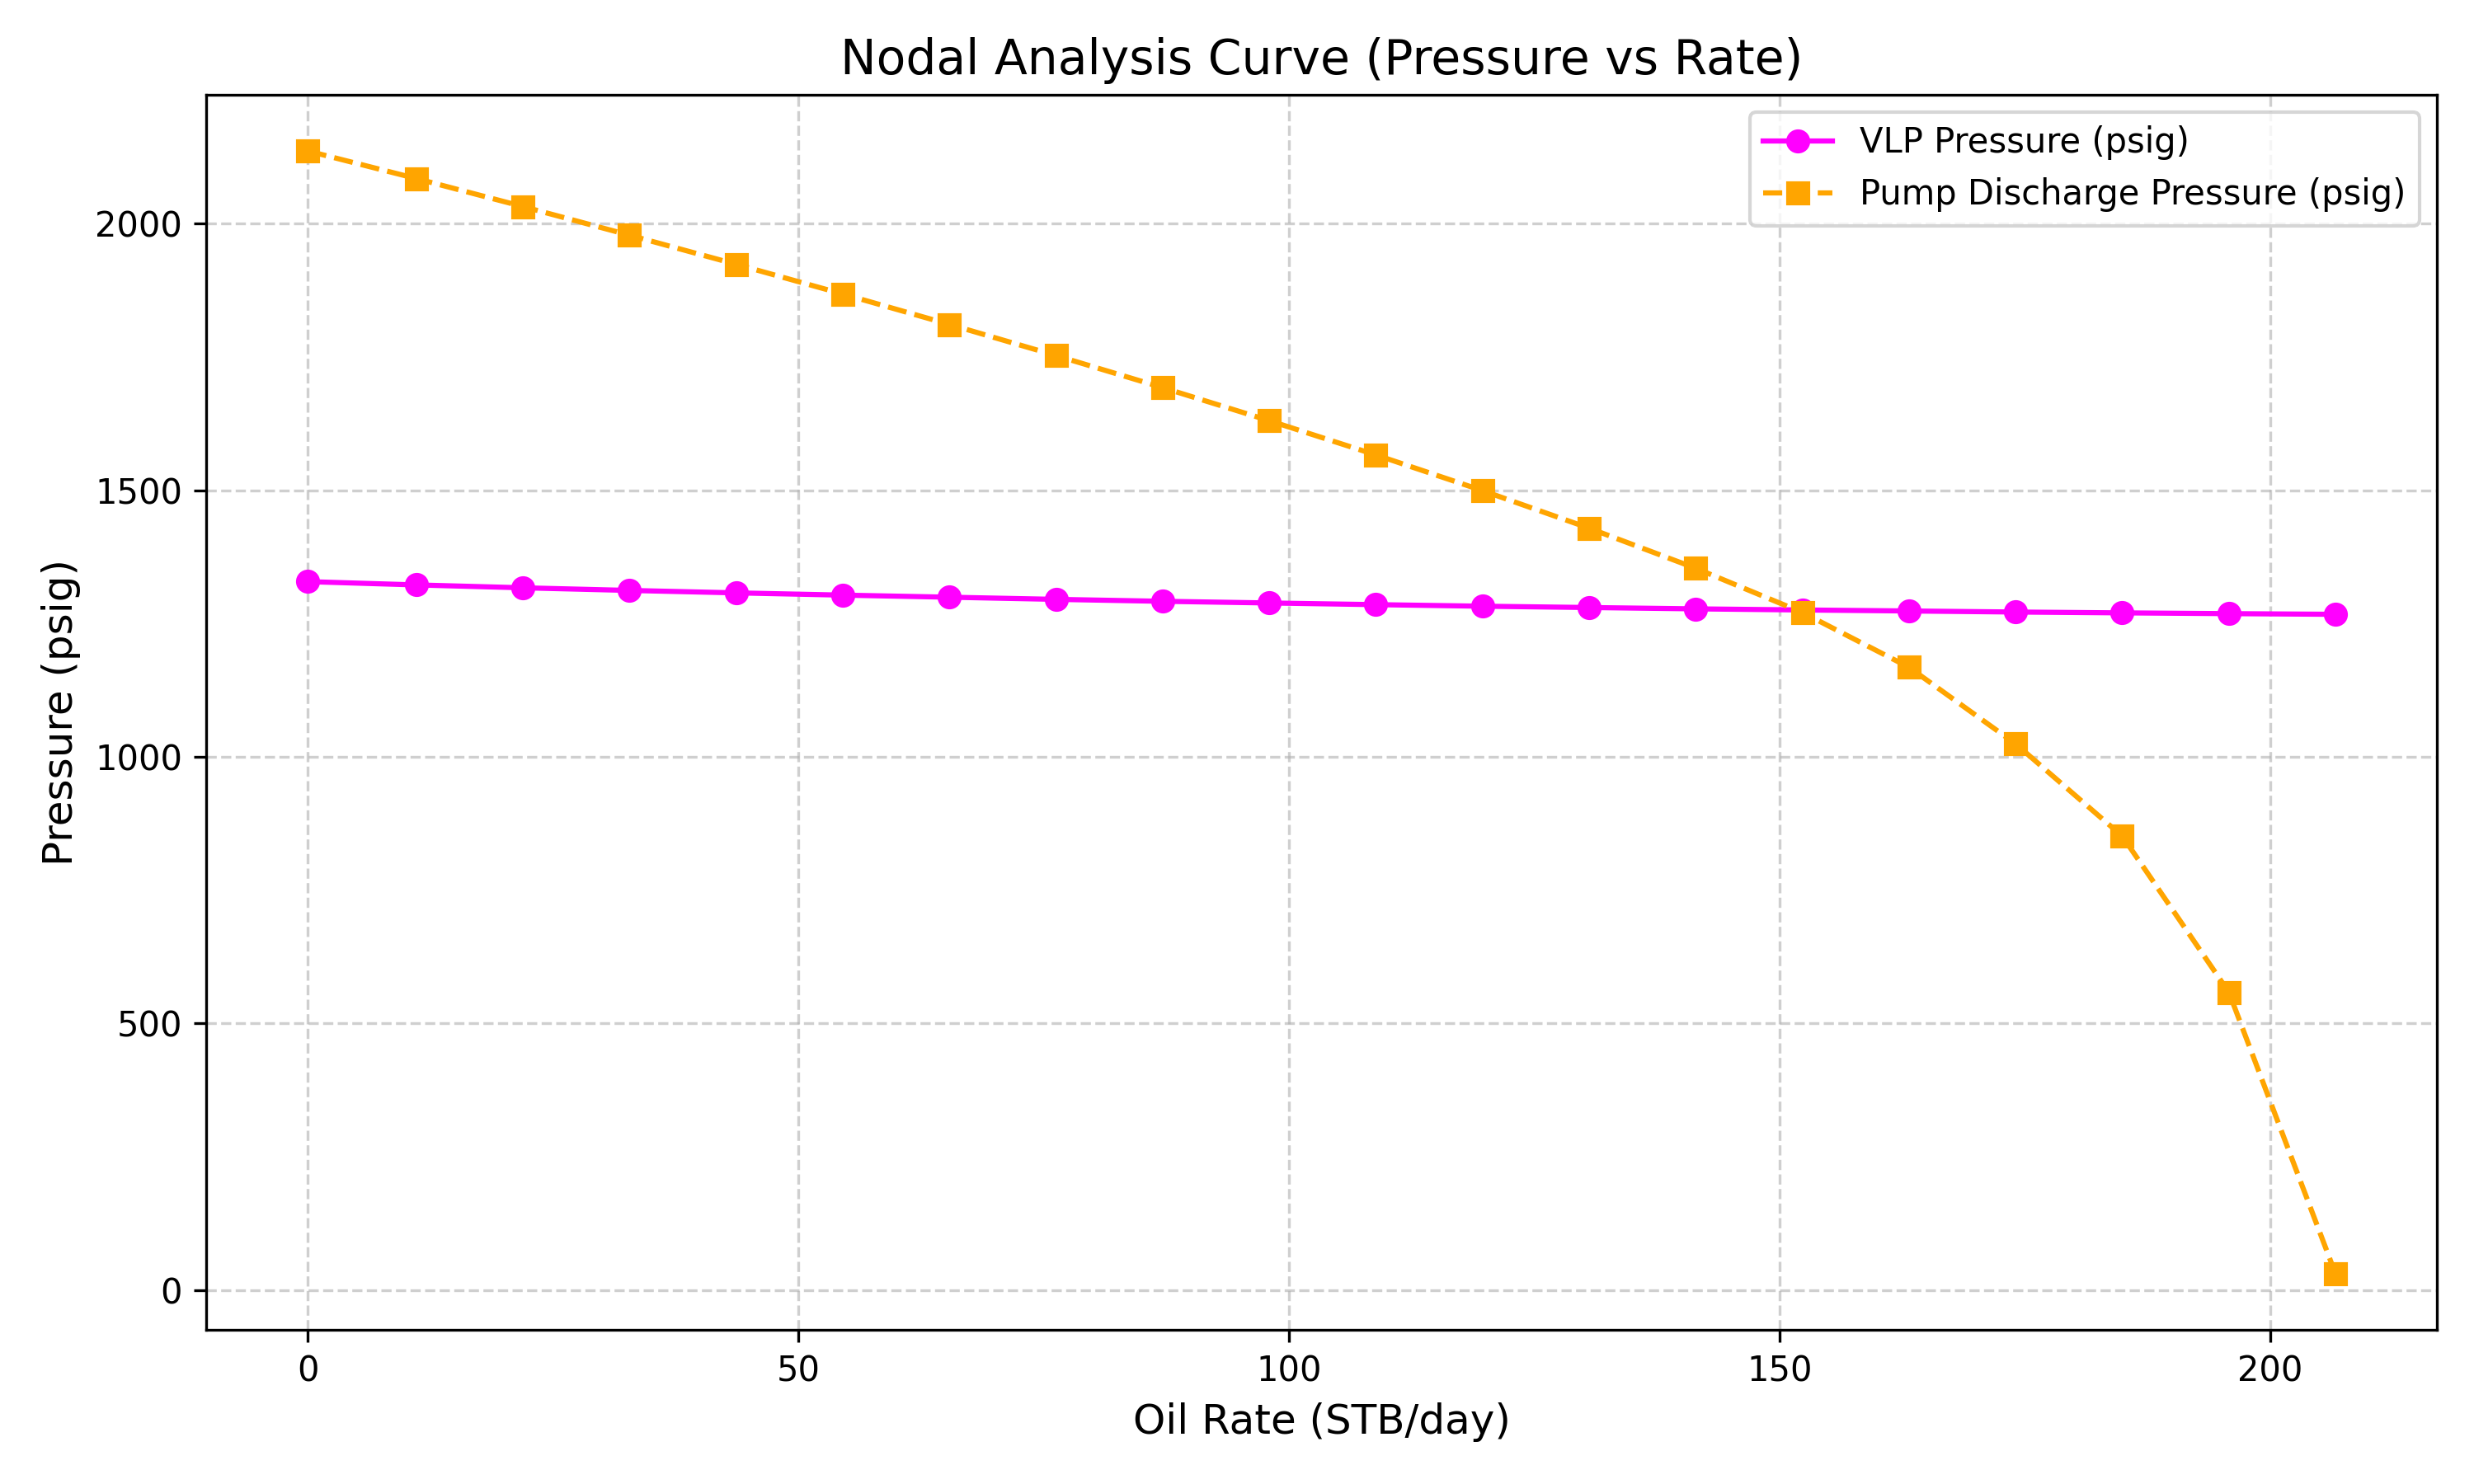 Nodal Analysis Curve (Pressure vs Rate)
VLP Pressure (psig)
Pump Discharge Pressure (psig)
Pressure (psig)
2000
1500
1000
500
0
0 50 100 150 200
Oil Rate (STB/day)